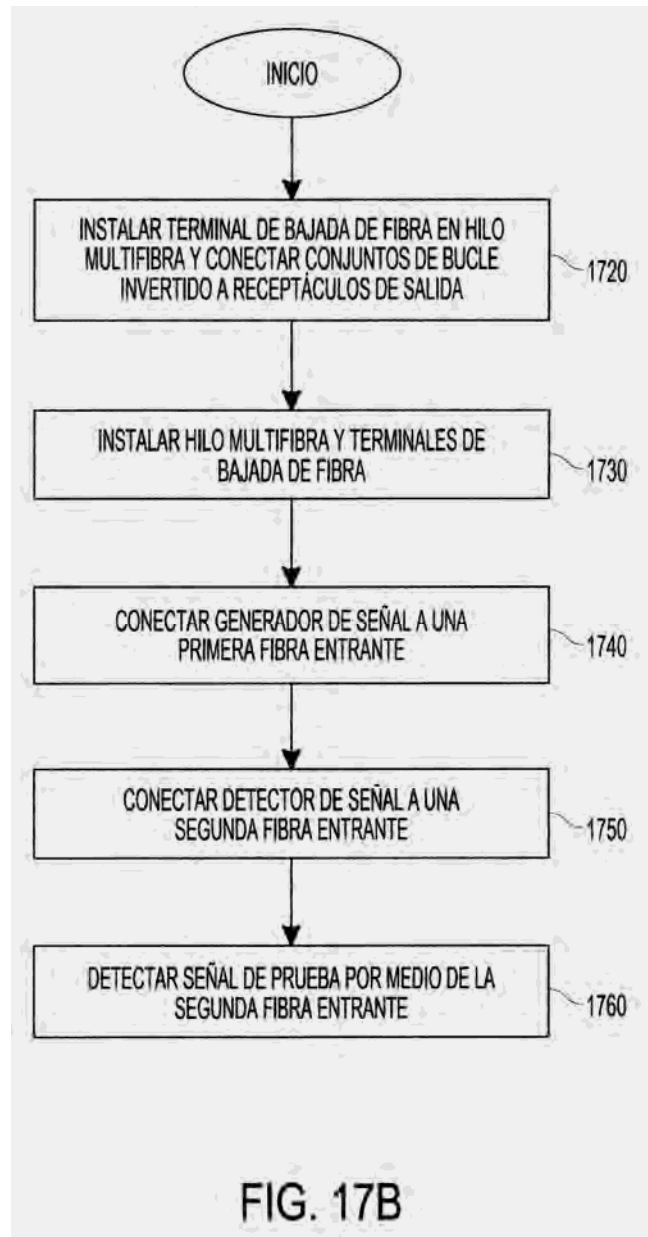 INICIO
INSTALAR TERMINAL DE BAJADA DE FIBRA EN HILO
MULTIFIBRA Y CONECTAR CONJUNTOS DE BUCLE
INVERTIDO A RECEPTÁCULOS DE SALIDA
1720
INSTALAR HILO MULTIFIBRA Y TERMINALES DE
BAJADA DE FIBRA
1730
CONECTAR GENERADOR DE SEÑAL A UNA
PRIMERA FIBRA ENTRANTE
1740
CONECTAR DETECTOR DE SEÑAL A UNA
SEGUNDA FIBRA ENTRANTE
1750
DETECTAR SEÑAL DE PRUEBA POR MEDIO DE LA
SEGUNDA FIBRA ENTRANTE
1760
FIG. 17B